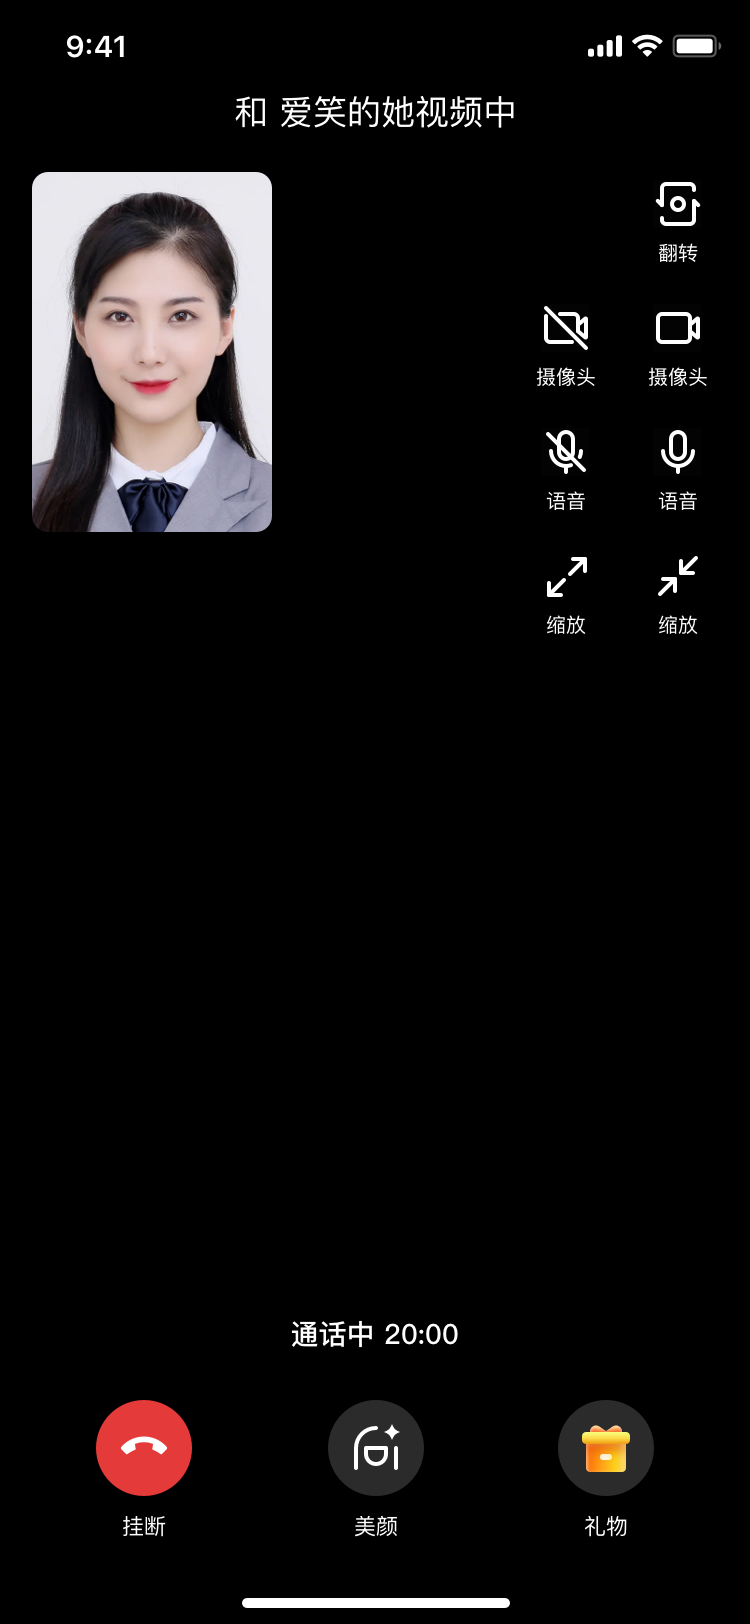 9:41
和 爱笑的她视频中
翻转
摄像头 摄像头
语音 语音
缩放 缩放
通话中 20:00
挂断 美颜 礼物